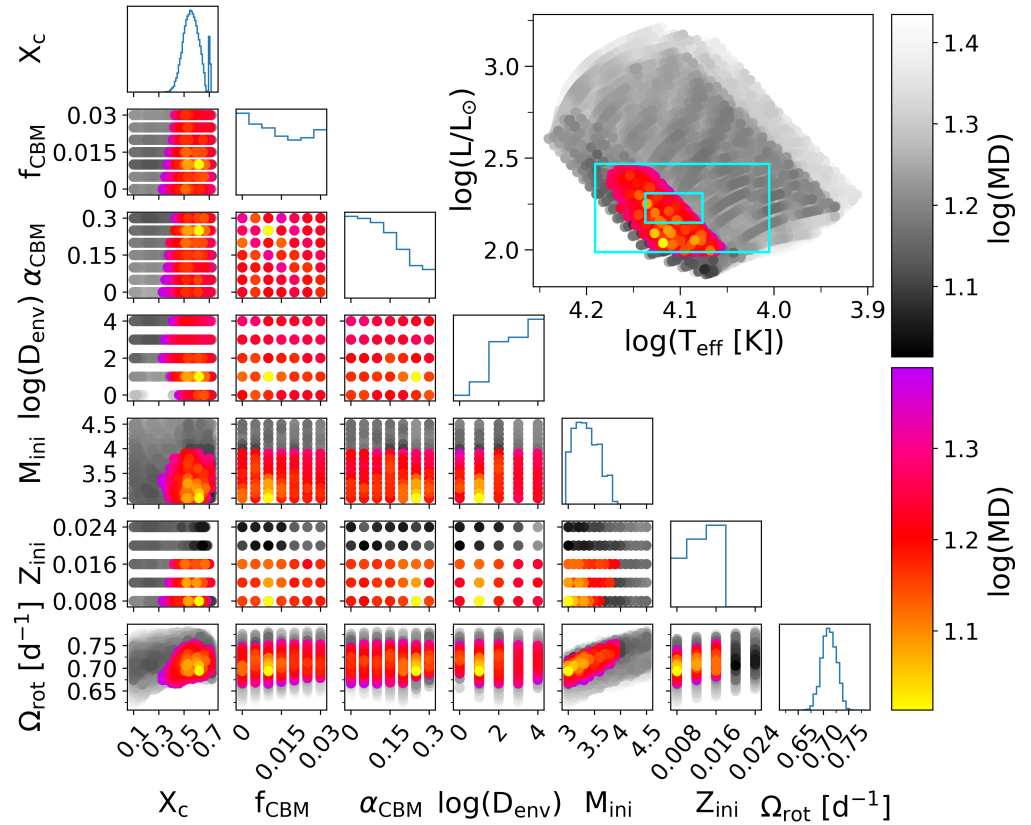 X_c
f_CBM
0.03
0.015
0
α_CBM
0.3
0.15
0
log(D_env)
4
2
0
M_ini
4.5
4
3.5
3
Z_ini
0.024
0.016
0.008
Ω_rot [d⁻¹]
0.75
0.70
0.65
0.1 0.3 0.5 0.7
0 0.015 0.03
0 0.15 0.3
0 2 4
3 3.5 4 4.5
0.008 0.016 0.024
0.65 0.70 0.75
X_c f_CBM α_CBM log(D_env) M_ini Z_ini Ω_rot [d⁻¹]
log(L/L_⊙)
3.0
2.5
2.0
4.2 4.1 4.0 3.9
log(T_eff [K])
1.4
1.3
1.2
1.1
log(MD)
1.3
1.2
1.1
log(MD)